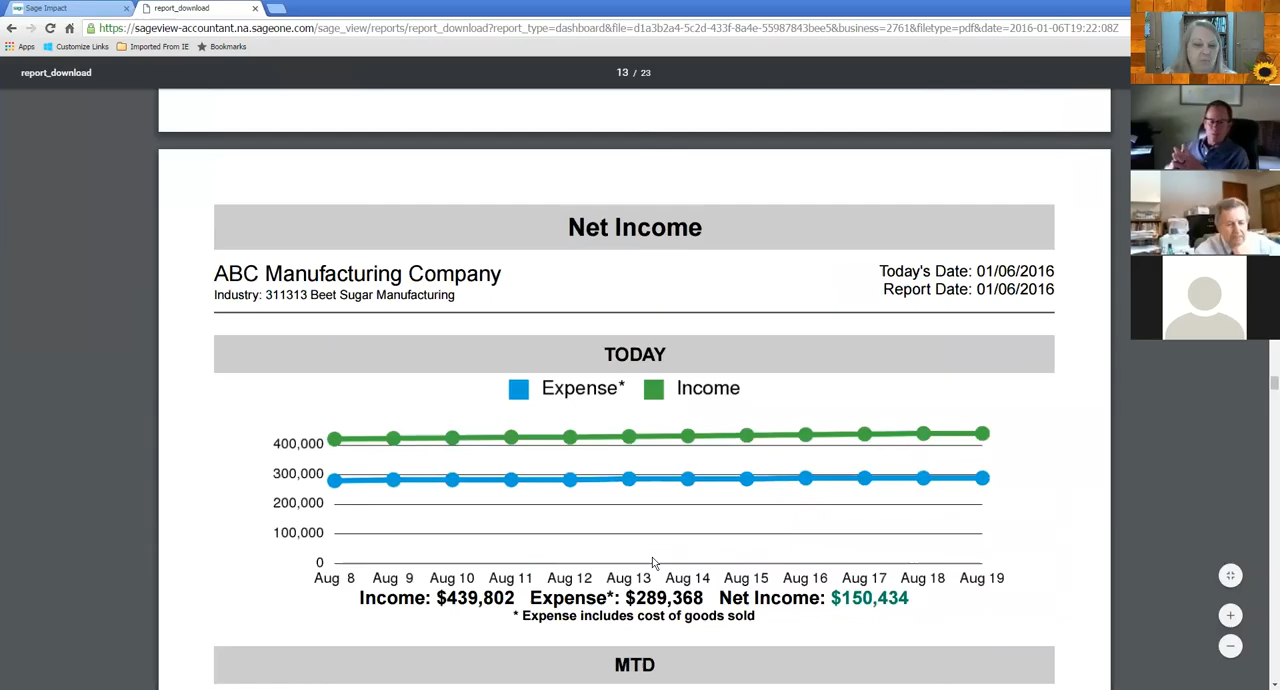 Sage Impact
report_download
https://sageview-accountant.na.sageone.com/sage_view/reports/report_download?report_type=dashboard&file=d1a3b2a4-5c2d-433f-8a4e-55987843bee5&business=2761&filetype=pdf&date=2016-01-06T19:22:08Z
Apps Customize Links Imported From IE Bookmarks
report_download 13 / 23
Net Income
ABC Manufacturing Company
Industry: 311313 Beet Sugar Manufacturing
Today's Date: 01/06/2016
Report Date: 01/06/2016
TODAY
Expense* Income
400,000
300,000
200,000
100,000
0
Aug 8 Aug 9 Aug 10 Aug 11 Aug 12 Aug 13 Aug 14 Aug 15 Aug 16 Aug 17 Aug 18 Aug 19
Income: $439,802 Expense*: $289,368 Net Income: $150,434
* Expense includes cost of goods sold
MTD